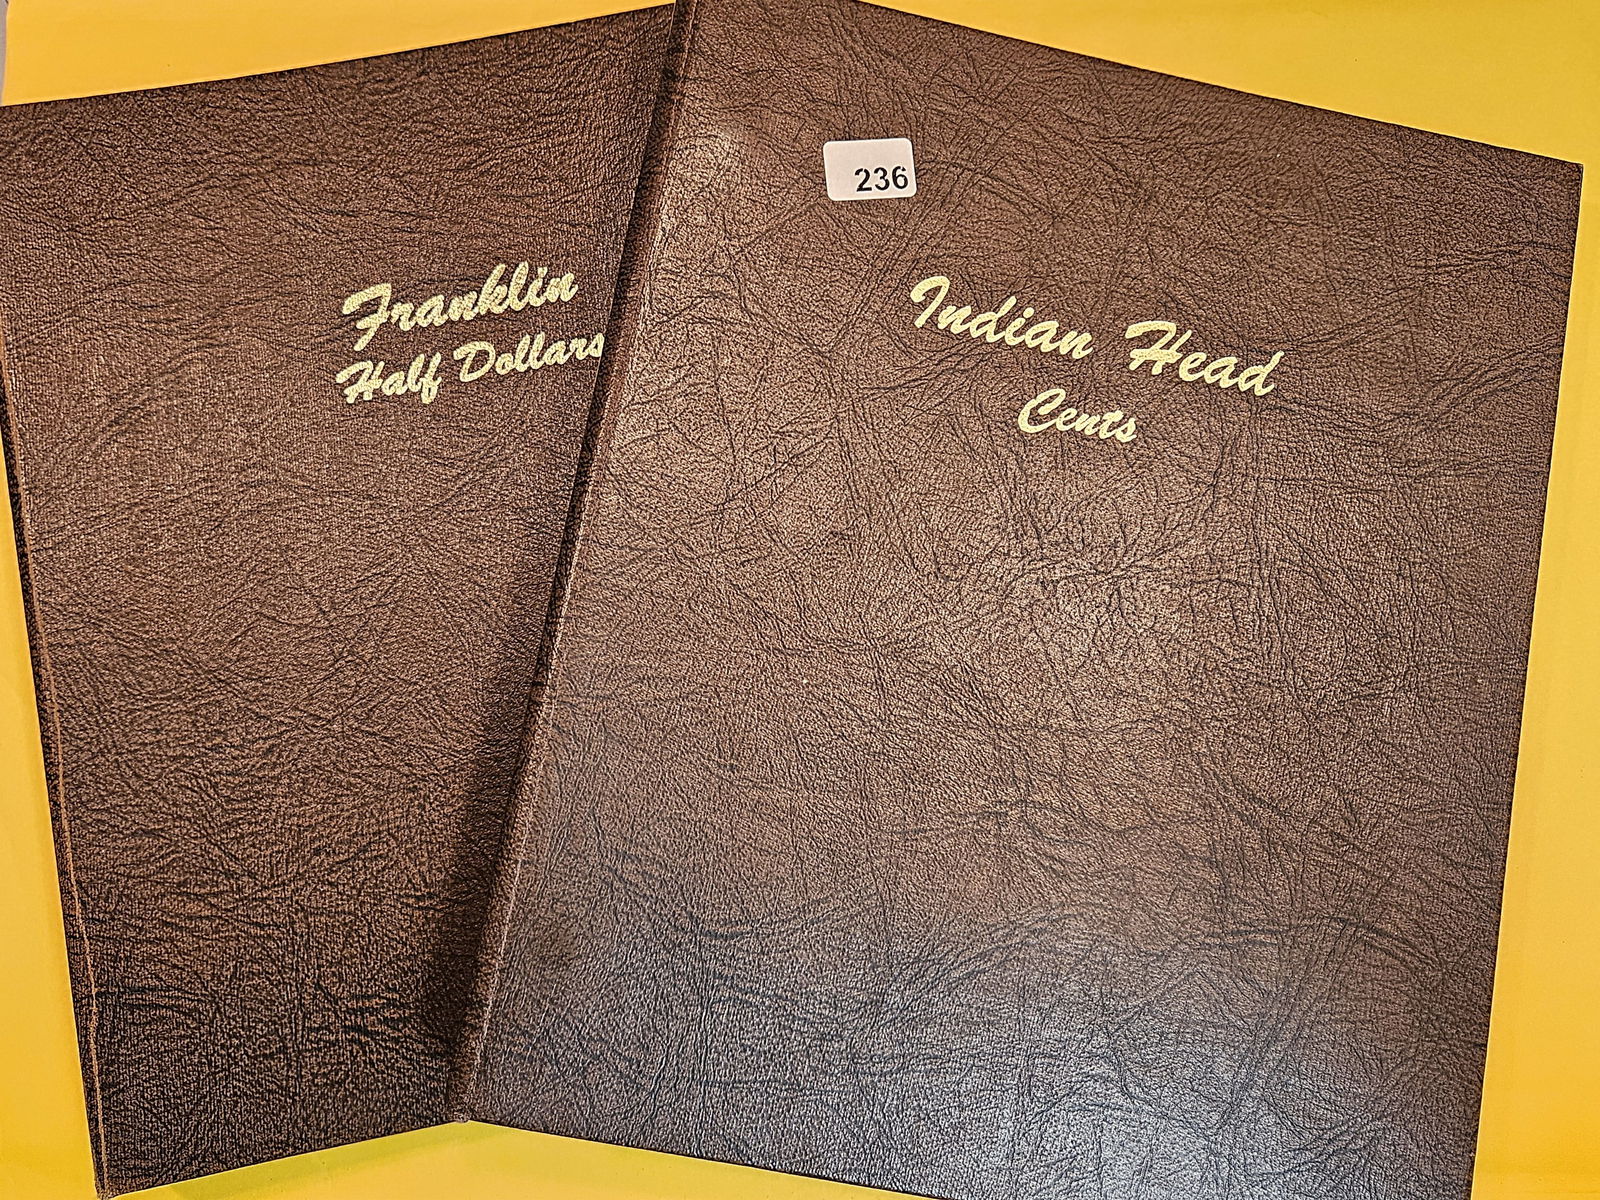 Franklin
Half Dollars
236
Indian Head
Cents